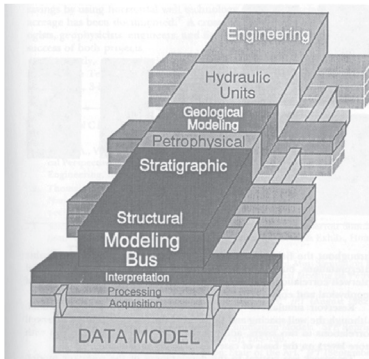 Engineering
Hydraulic
Units
Geological
Modeling
Petrophysical
Stratigraphic
Structural
Modeling
Bus
Interpretation
Processing
Acquisition
DATA MODEL